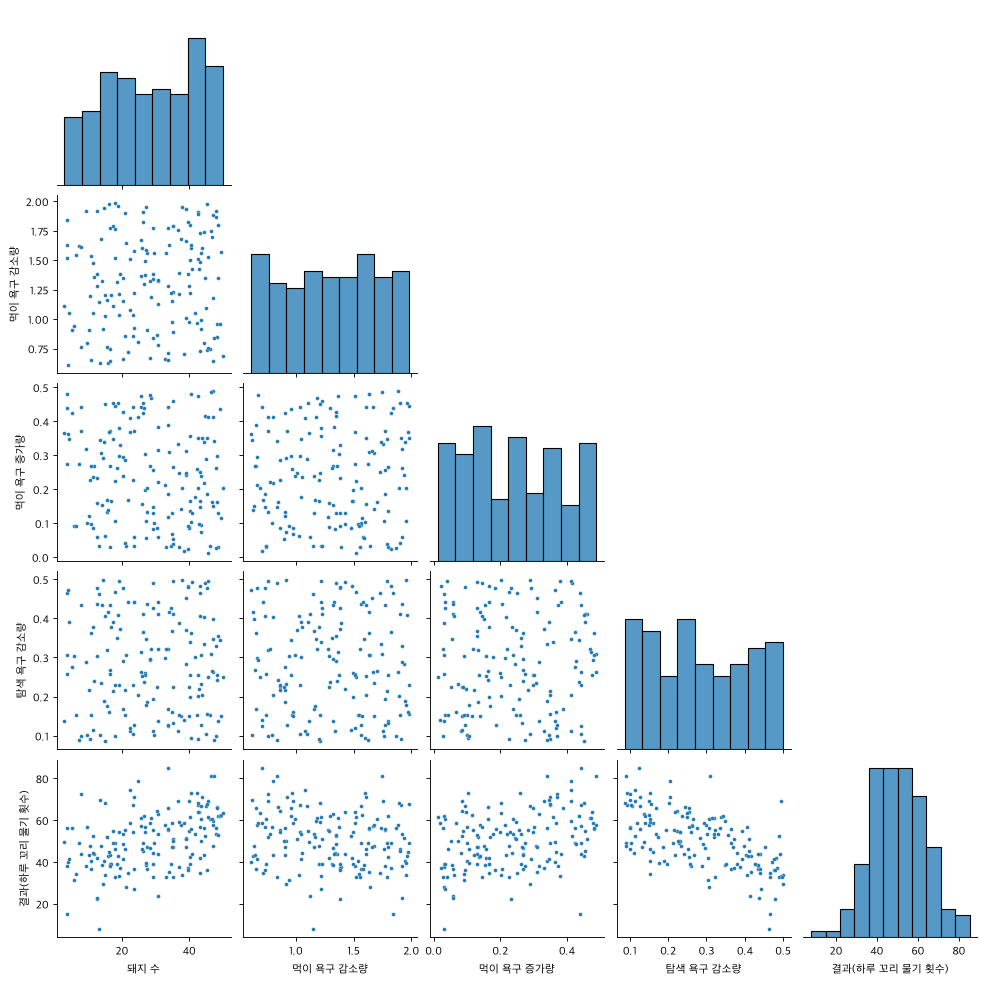 2.00
1.75
1.50
1.25
1.00
0.75
먹이 욕구 감소량
0.5
0.4
0.3
0.2
0.1
0.0
먹이 욕구 증가량
0.5
0.4
0.3
0.2
0.1
탐색 욕구 감소량
80
60
40
20
결과(하루 꼬리 물기 횟수)
20 40
돼지 수
1.0 1.5 2.0
먹이 욕구 감소량
0.0 0.2 0.4
먹이 욕구 증가량
0.1 0.2 0.3 0.4 0.5
탐색 욕구 감소량
20 40 60 80
결과(하루 꼬리 물기 횟수)